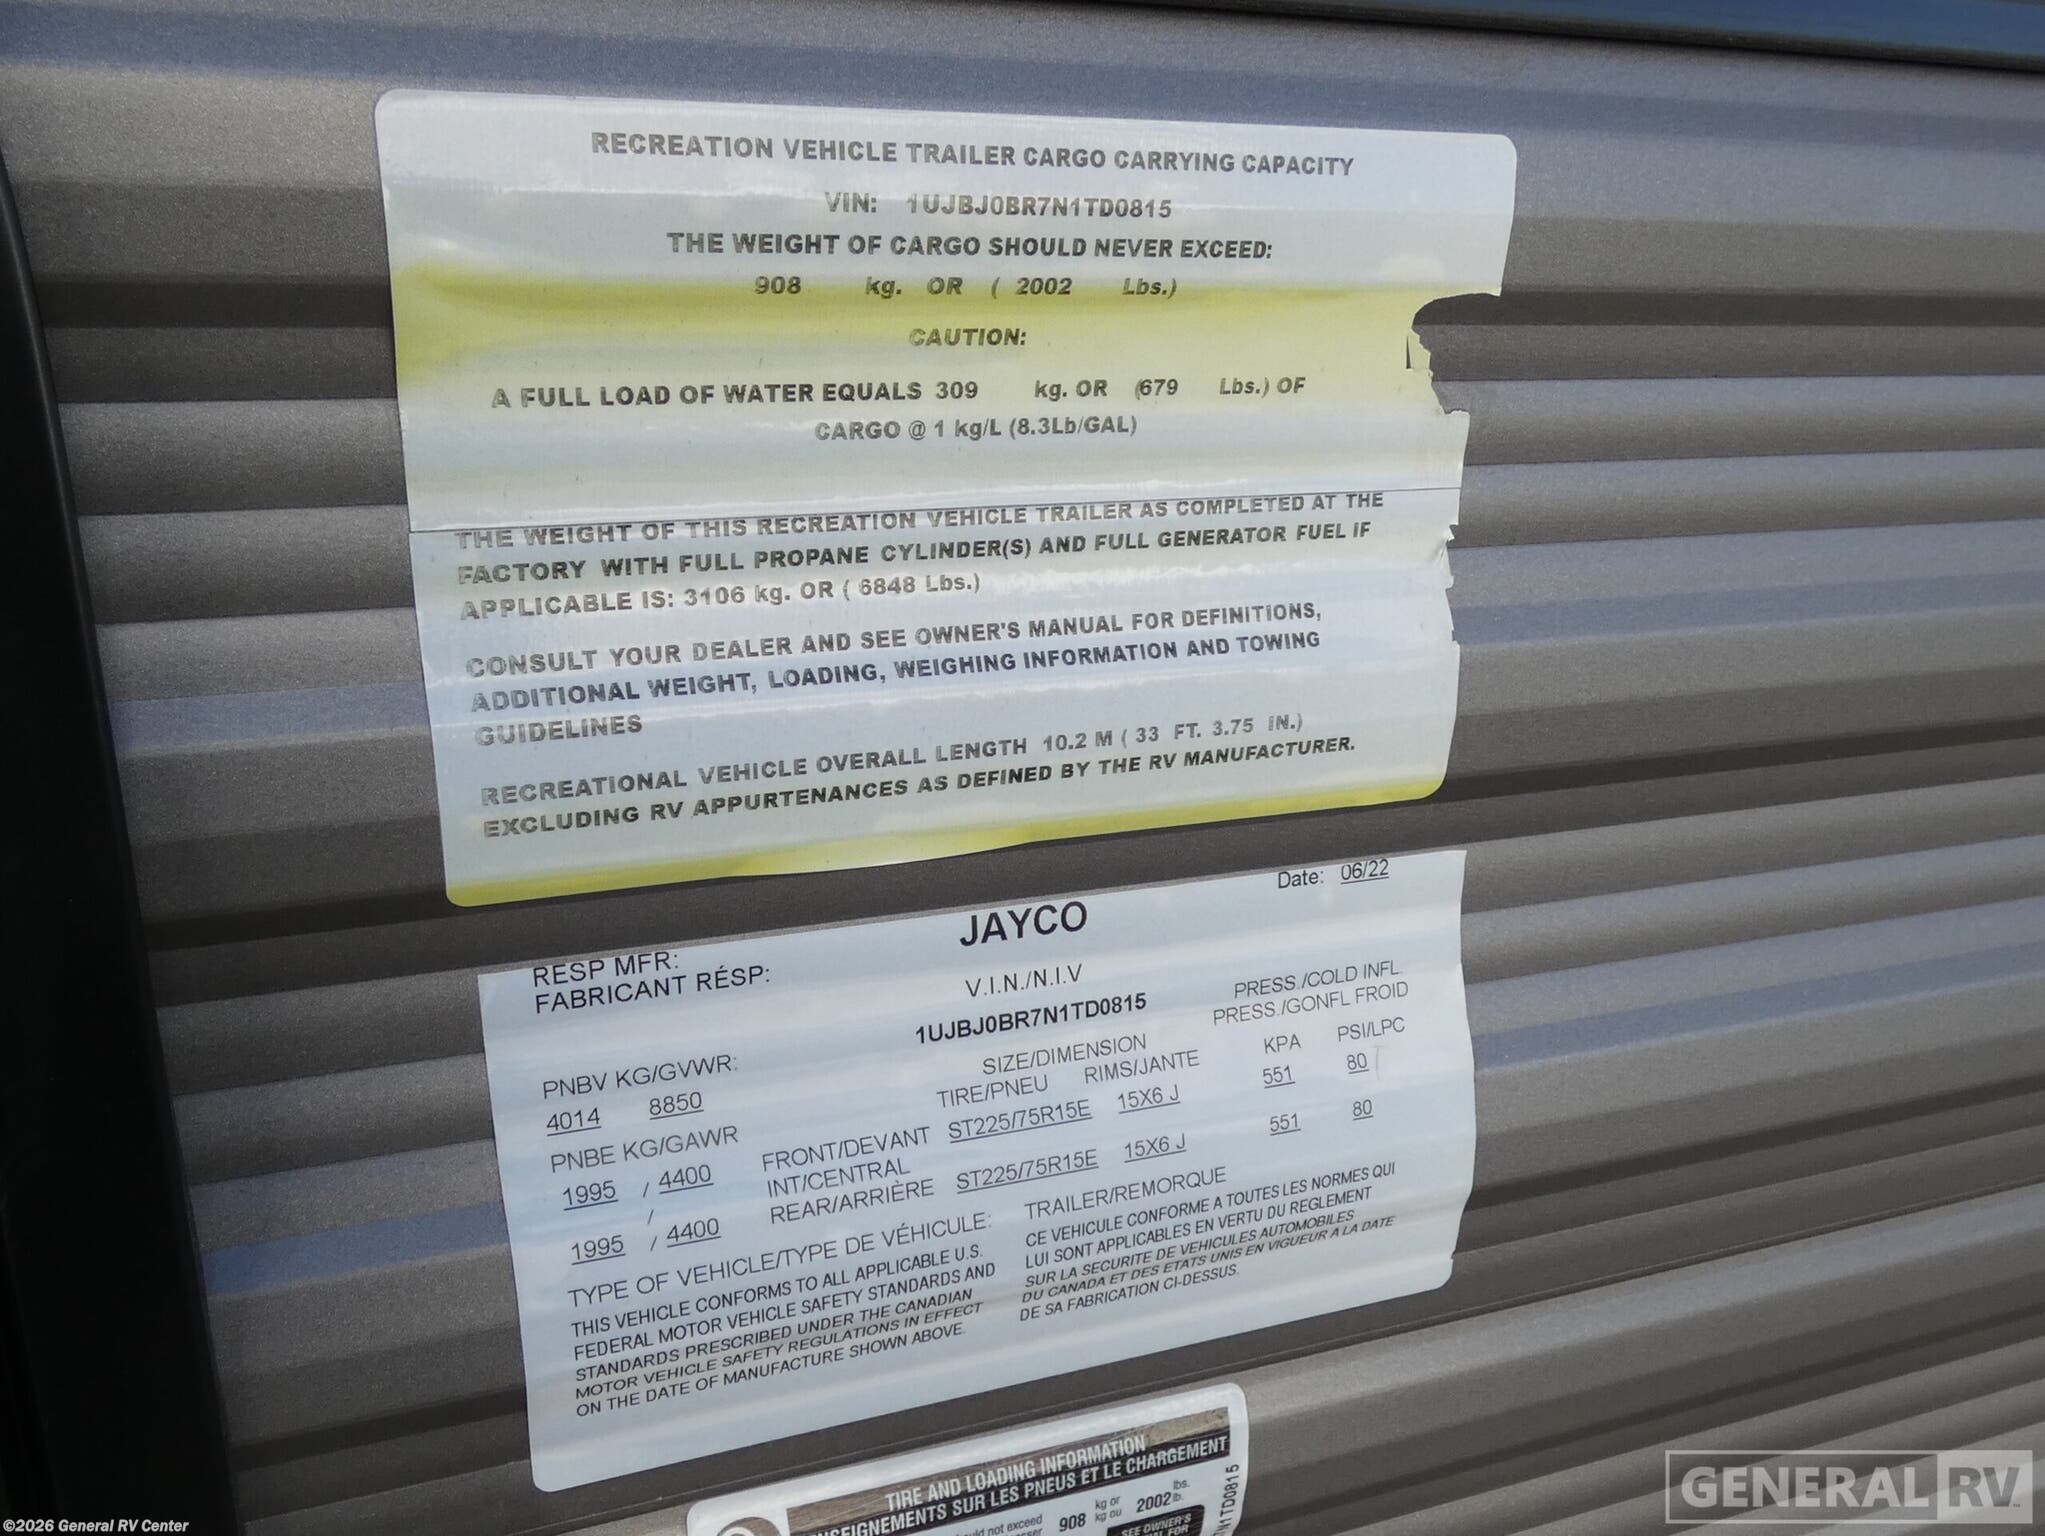 RECREATION VEHICLE TRAILER CARGO CARRYING CAPACITY
VIN: 1UJBJ0BR7N1TD0815
THE WEIGHT OF CARGO SHOULD NEVER EXCEED:
908 kg. OR ( 2002 Lbs.)
CAUTION:
A FULL LOAD OF WATER EQUALS 309 kg. OR (679 Lbs.) OF
CARGO @ 1 kg/L (8.3Lb/GAL)
THE WEIGHT OF THIS RECREATION VEHICLE TRAILER AS COMPLETED AT THE
FACTORY WITH FULL PROPANE CYLINDER(S) AND FULL GENERATOR FUEL IF
APPLICABLE IS: 3106 kg. OR ( 6848 Lbs.)
CONSULT YOUR DEALER AND SEE OWNER'S MANUAL FOR DEFINITIONS,
ADDITIONAL WEIGHT, LOADING, WEIGHING INFORMATION AND TOWING
GUIDELINES
RECREATIONAL VEHICLE OVERALL LENGTH 10.2 M ( 33 FT. 3.75 IN.)
EXCLUDING RV APPURTENANCES AS DEFINED BY THE RV MANUFACTURER.
Date: 06/22
JAYCO
RESP MFR:
FABRICANT RÉSP:
V.I.N./N.I.V
1UJBJ0BR7N1TD0815
PRESS./COLD INFL.
PRESS./GONFL FROID
PNBV KG/GVWR:
4014 8850
SIZE/DIMENSION
TIRE/PNEU RIMS/JANTE KPA PSI/LPC
PNBE KG/GAWR
1995 / 4400 FRONT/DEVANT ST225/75R15E 15X6 J 551 80
/ INT/CENTRAL
1995 / 4400 REAR/ARRIÈRE ST225/75R15E 15X6 J 551 80
TYPE OF VEHICLE/TYPE DE VÉHICULE: TRAILER/REMORQUE
THIS VEHICLE CONFORMS TO ALL APPLICABLE U.S.
FEDERAL MOTOR VEHICLE SAFETY STANDARDS AND
STANDARDS PRESCRIBED UNDER THE CANADIAN
MOTOR VEHICLE SAFETY REGULATIONS IN EFFECT
ON THE DATE OF MANUFACTURE SHOWN ABOVE.
CE VEHICULE CONFORME A TOUTES LES NORMES QUI
LUI SONT APPLICABLES EN VERTU DU REGLEMENT
SUR LA SECURITE DE VEHICULES AUTOMOBILES
DU CANADA ET DES ETATS UNIS EN VIGUEUR A LA DATE
DE SA FABRICATION CI-DESSUS.
TIRE AND LOADING INFORMATION
SUR LES PNEUS ET LE CHARGEMENT
not exceed 908 kg or 2002 lbs.
kg ou lb.
SEE OWNER'S
FOR
1TD0815
GENERAL RV
©2026 General RV Center